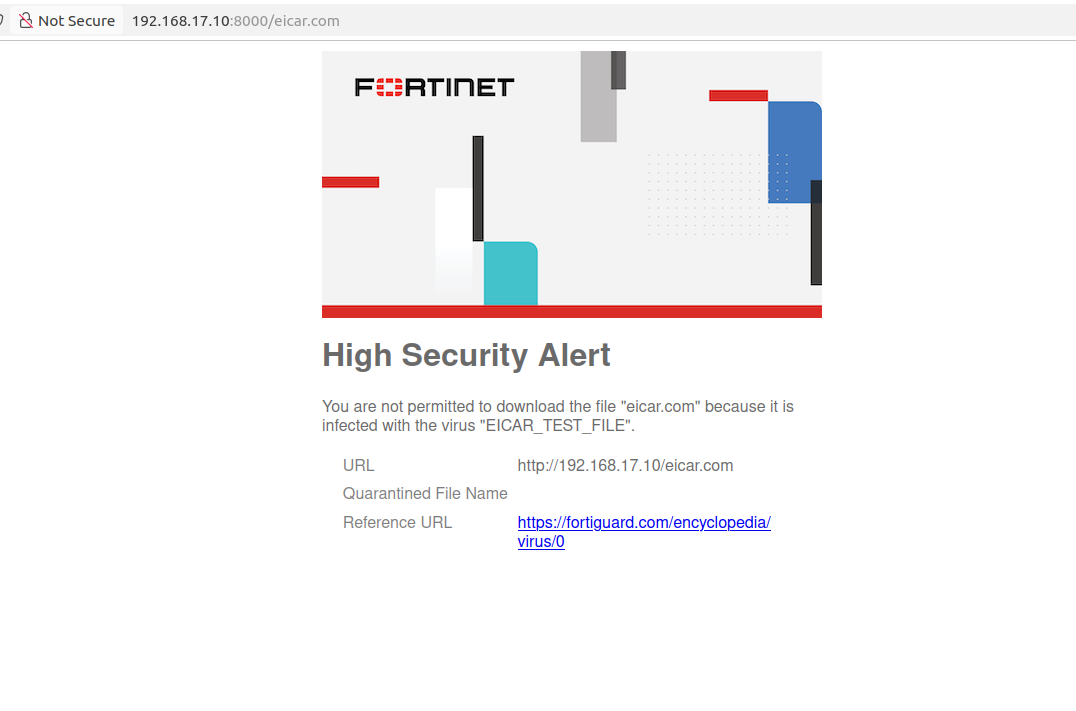 Not Secure 192.168.17.10:8000/eicar.com
FORTINET
High Security Alert
You are not permitted to download the file "eicar.com" because it is
infected with the virus "EICAR_TEST_FILE".
URL http://192.168.17.10/eicar.com
Quarantined File Name
Reference URL https://fortiguard.com/encyclopedia/
virus/0